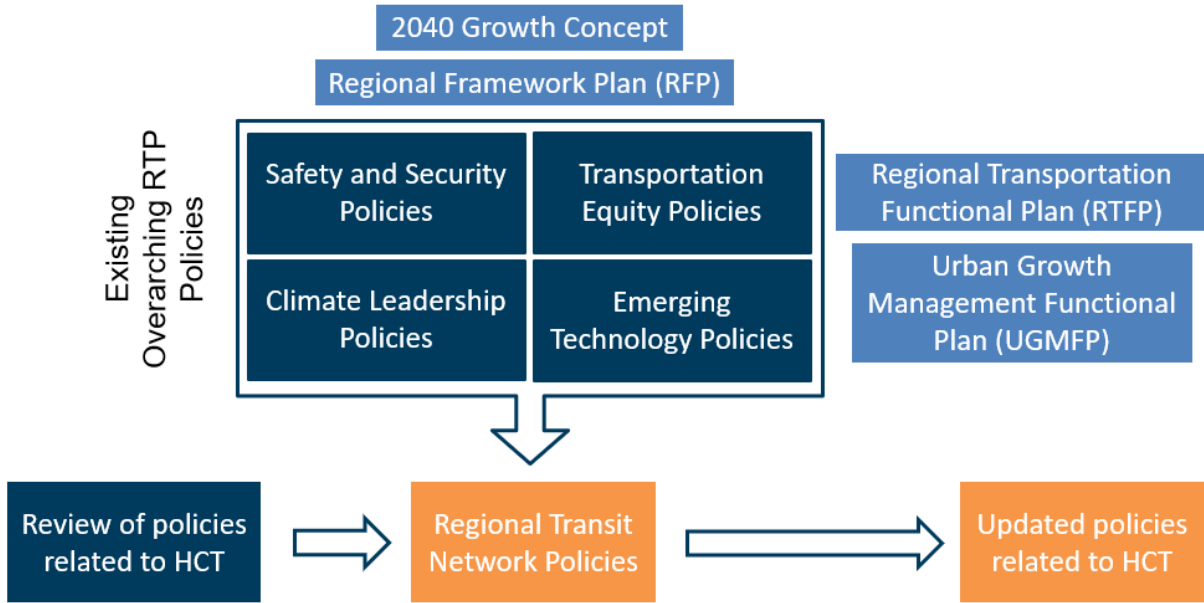 2040 Growth Concept
Regional Framework Plan (RFP)
Existing
Overarching RTP
Policies
Safety and Security
Policies
Transportation
Equity Policies
Climate Leadership
Policies
Emerging
Technology Policies
Regional Transportation
Functional Plan (RTFP)
Urban Growth
Management Functional
Plan (UGMFP)
Review of policies
related to HCT
Regional Transit
Network Policies
Updated policies
related to HCT